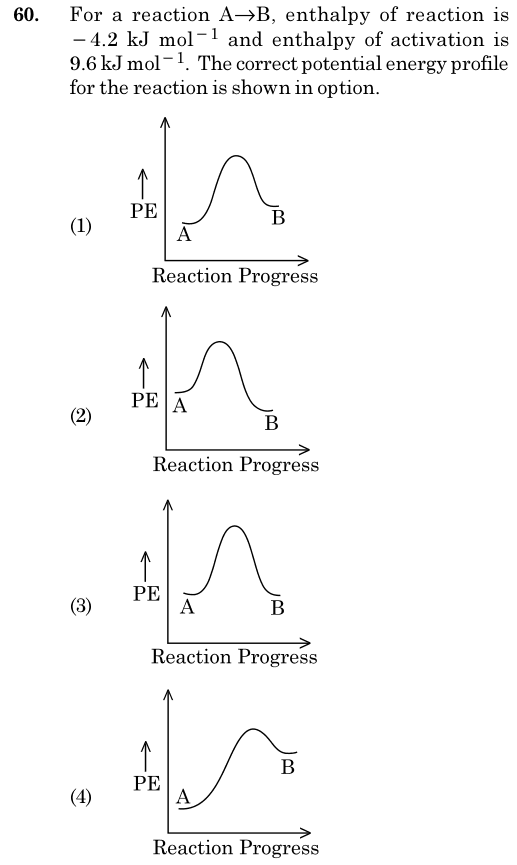 60. For a reaction A→B, enthalpy of reaction is
– 4.2 kJ mol⁻¹ and enthalpy of activation is
9.6 kJ mol⁻¹. The correct potential energy profile
for the reaction is shown in option.
(1)
PE
A
B
Reaction Progress
(2)
PE
A
B
Reaction Progress
(3)
PE
A
B
Reaction Progress
(4)
PE
A
B
Reaction Progress